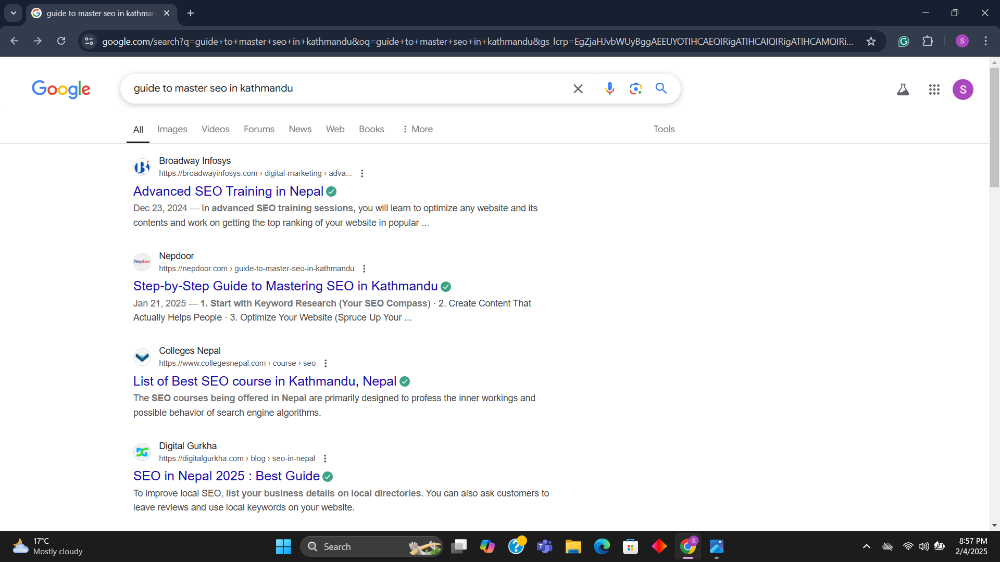 guide to master seo in kathman
google.com/search?q=guide+to+master+seo+in+kathmandu&oq=guide+to+master+seo+in+kathmandu&gs_lcrp=EgZjaHJvbWUyBggAEEUYOTIHCAEQIRigATIHCAIQIRigATIHCAMQIRi...
S
Google
guide to master seo in kathmandu
S
All Images Videos Forums News Web Books More Tools
Broadway Infosys
https://broadwayinfosys.com › digital-marketing › adva...
Advanced SEO Training in Nepal
Dec 23, 2024 — In advanced SEO training sessions, you will learn to optimize any website and its
contents and work on getting the top ranking of your website in popular ...
Nepdoor
Nepdoor
https://nepdoor.com › guide-to-master-seo-in-kathmandu
Step-by-Step Guide to Mastering SEO in Kathmandu
Jan 21, 2025 — 1. Start with Keyword Research (Your SEO Compass) · 2. Create Content That
Actually Helps People · 3. Optimize Your Website (Spruce Up Your ...
Colleges Nepal
https://www.collegesnepal.com › course › seo
List of Best SEO course in Kathmandu, Nepal
The SEO courses being offered in Nepal are primarily designed to profess the inner workings and
possible behavior of search engine algorithms.
DG
Digital Gurkha
https://digitalgurkha.com › blog › seo-in-nepal
SEO in Nepal 2025 : Best Guide
To improve local SEO, list your business details on local directories. You can also ask customers to
leave reviews and use local keywords on your website.
17°C
Mostly cloudy
Search
S
8:57 PM
2/4/2025